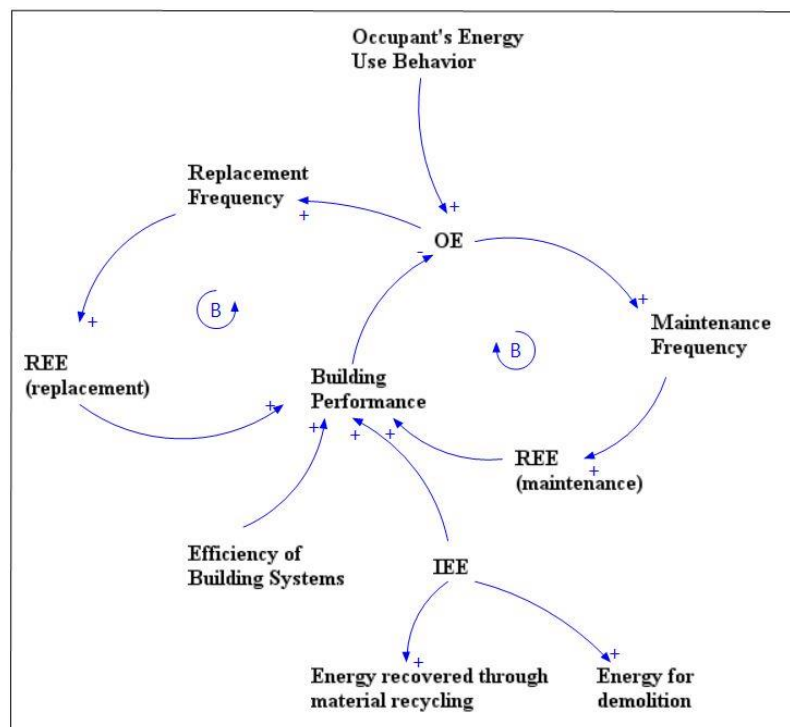 Occupant's Energy
Use Behavior
Replacement
Frequency
+
+
OE
-
+
+
B
Maintenance
Frequency
B
REE
(replacement)
Building
Performance
+
+
+
+
REE
(maintenance)
+
Efficiency of
Building Systems
IEE
+
+
Energy recovered through
material recycling
Energy for
demolition